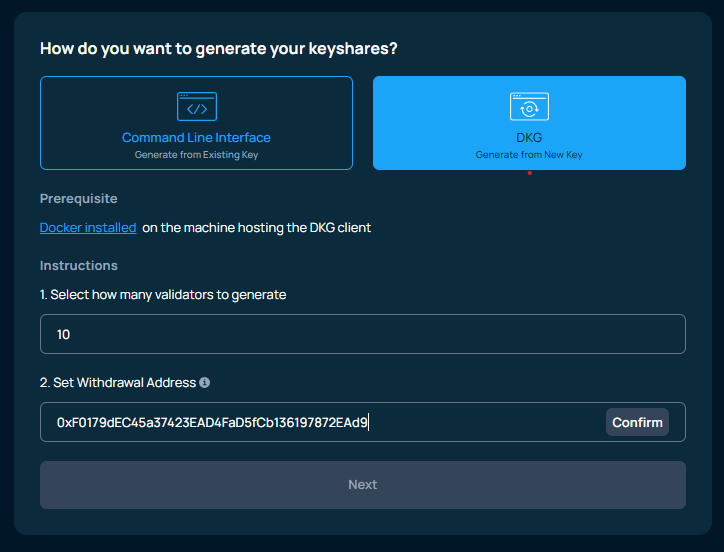 How do you want to generate your keyshares?
Command Line Interface
Generate from Existing Key
DKG
Generate from New Key
Prerequisite
Docker installed on the machine hosting the DKG client
Instructions
1. Select how many validators to generate
10
2. Set Withdrawal Address
0xF0179dEC45a37423EAD4FaD5fCb136197872EAd9
Confirm
Next